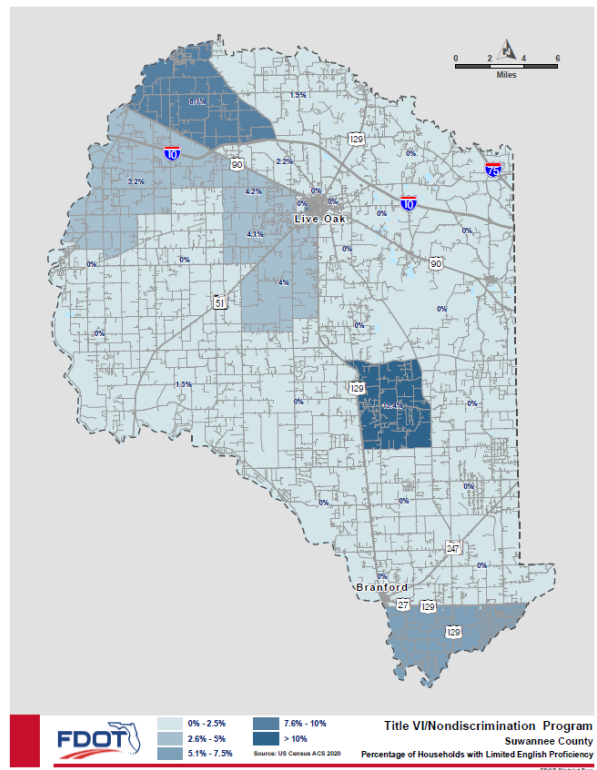 0 2 4 6
Miles
1.9%
129
0%
10
90
2.2%
75
3.2%
4.2%
0%
0% 0%
10
Live Oak
0%
4.1%
0%
0%
90
0%
0%
4%
51
0%
0%
0%
1.3%
129
0%
0%
0%
0%
0%
247
0%
0%
Branford
27 129
129
FDOT
0% - 2.5%
2.6% - 5%
5.1% - 7.5%
7.6% - 10%
> 10%
Source: US Census ACS 2020
Title VI/Nondiscrimination Program
Suwannee County
Percentage of Households with Limited English Proficiency